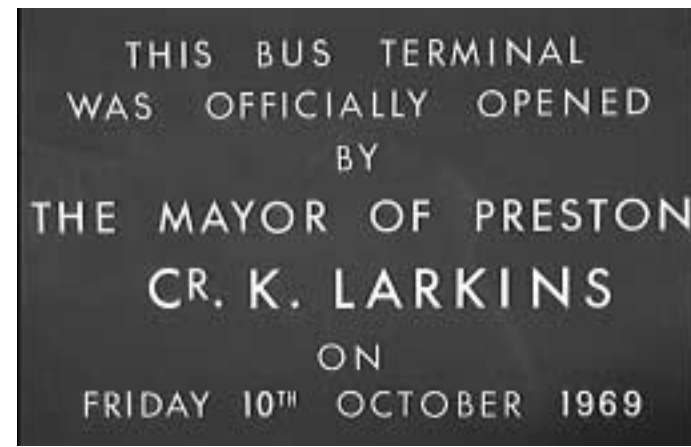 THIS BUS TERMINAL
WAS OFFICIALLY OPENED
BY
THE MAYOR OF PRESTON
CR. K. LARKINS
ON
FRIDAY 10TH OCTOBER 1969